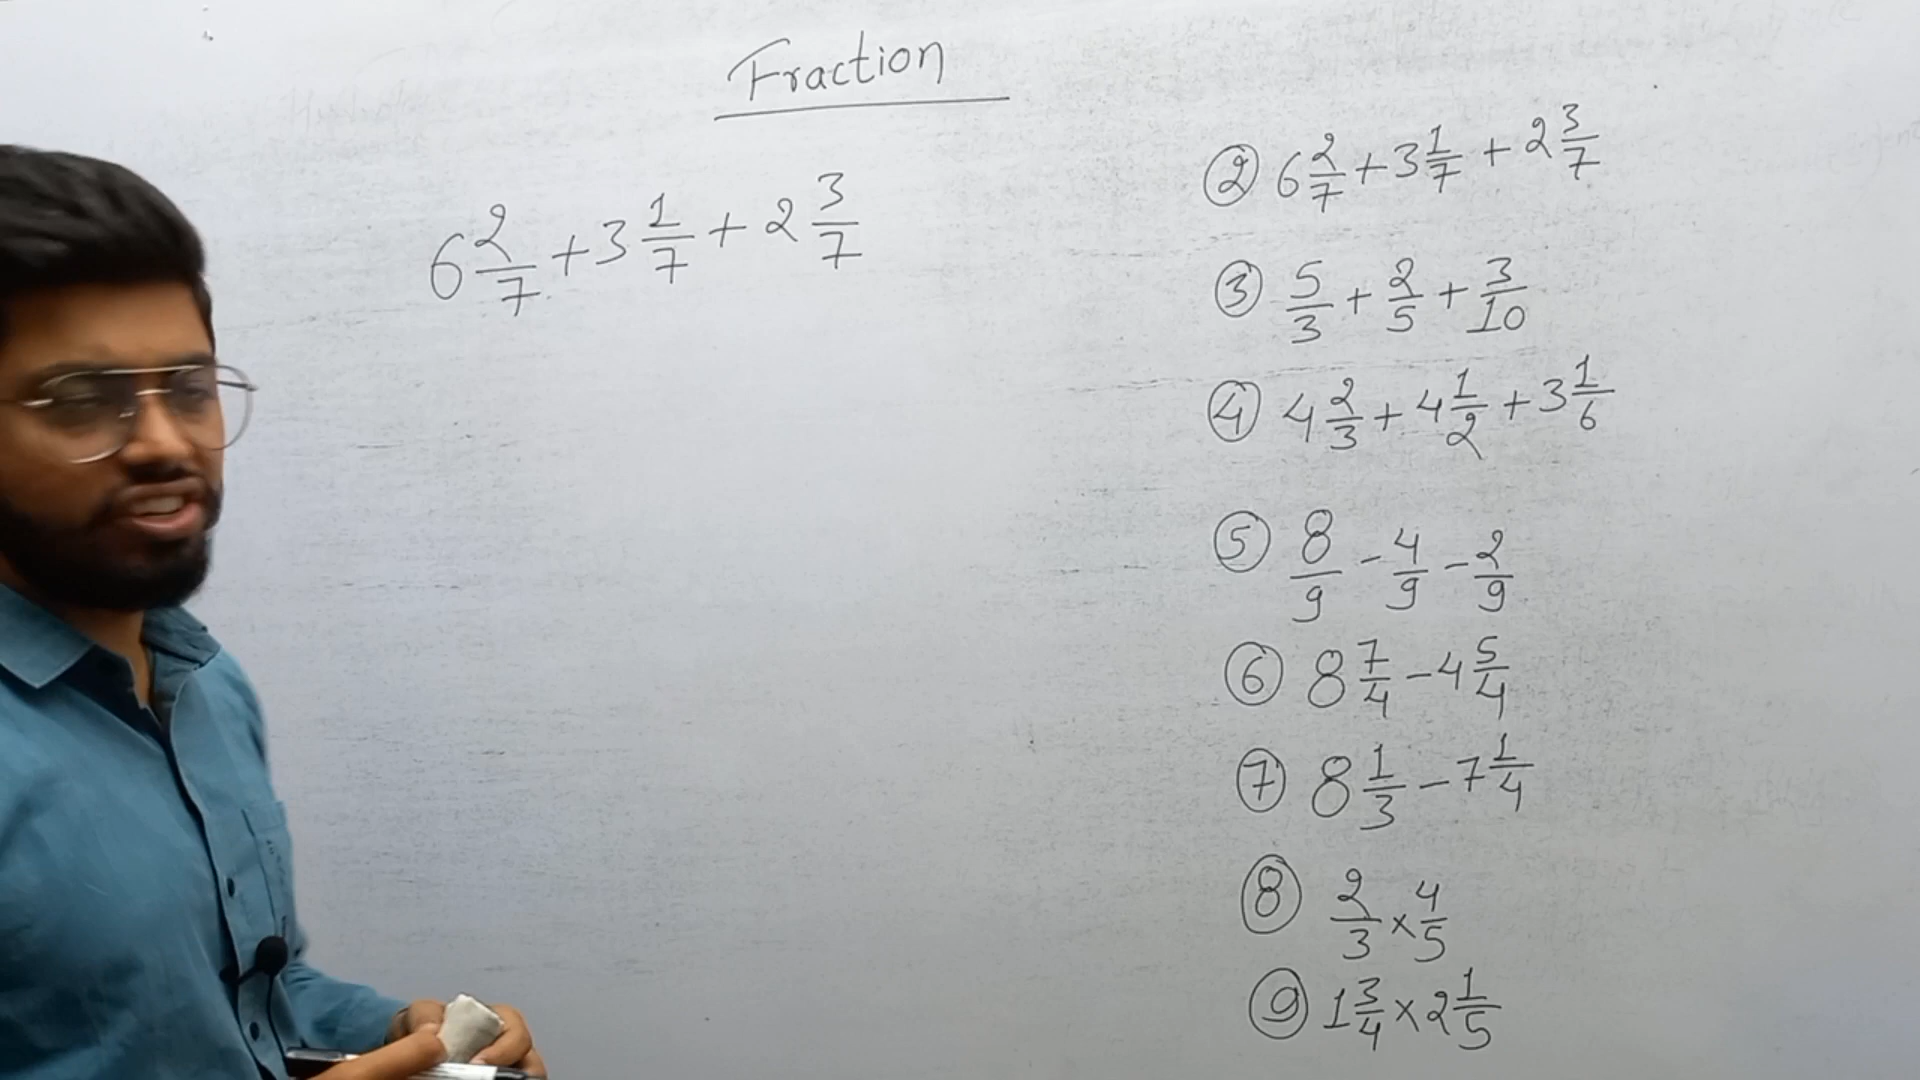 Fraction
6 2/7 + 3 1/7 + 2 3/7
② 6 2/7 + 3 1/7 + 2 3/7
③ 5/3 + 2/5 + 3/10
④ 4 2/3 + 4 1/2 + 3 1/6
⑤ 8/9 - 4/9 - 2/9
⑥ 8 7/4 - 4 5/4
⑦ 8 1/3 - 7 1/4
⑧ 2/3 × 4/5
⑨ 1 3/4 × 2 1/5